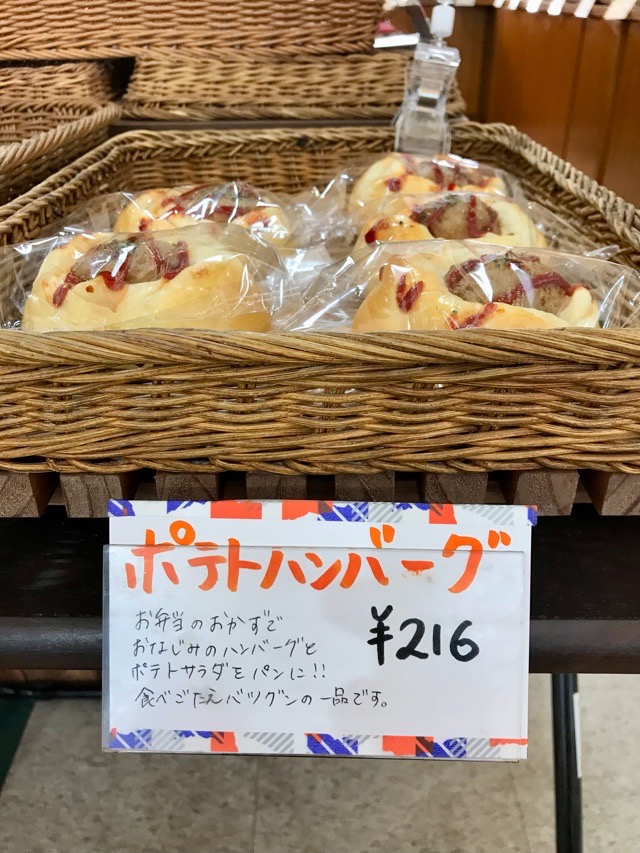 ポテトハンバーグ
お弁当のおかずで
おなじみのハンバーグと
ポテトサラダをパンに!!
食べごたえバツグンの一品です。
¥216